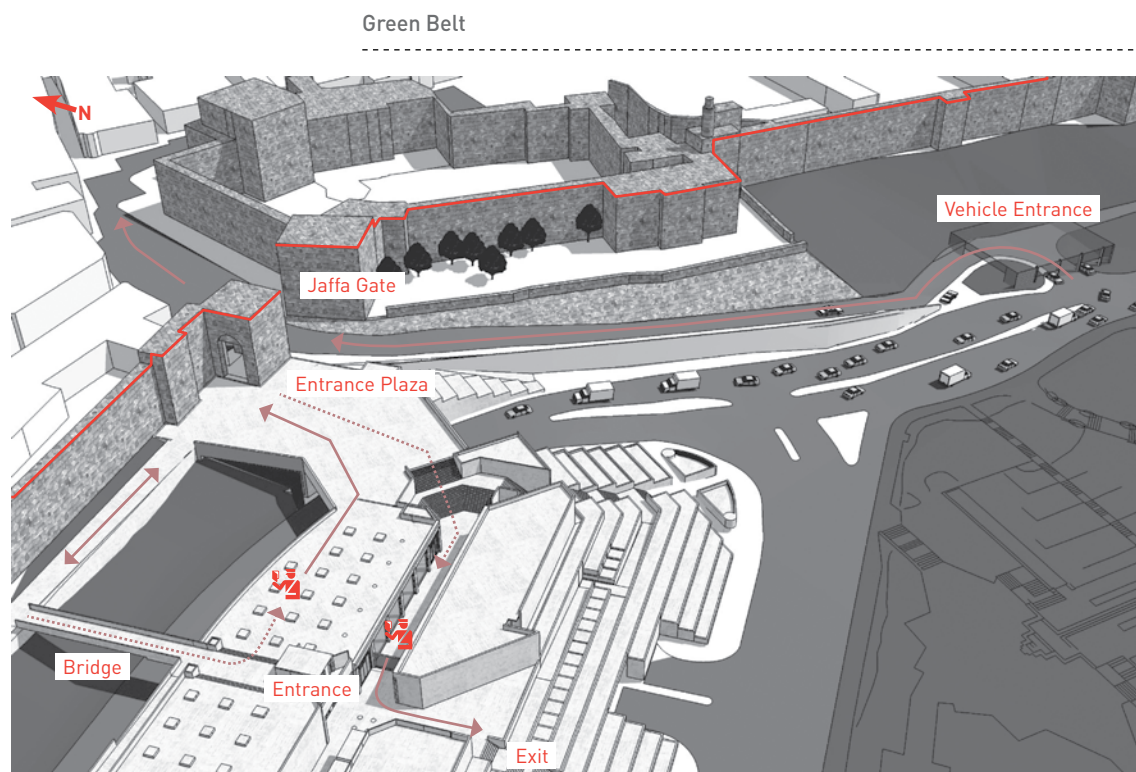 Green Belt
N
Vehicle Entrance
Jaffa Gate
Entrance Plaza
Bridge
Entrance
Exit